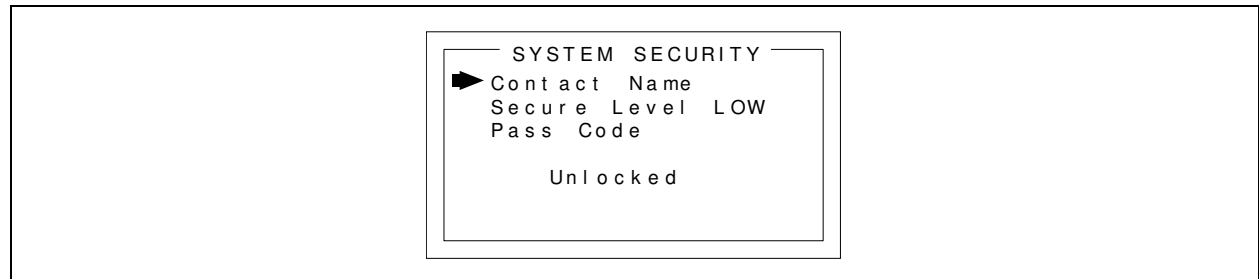 SYSTEM SECURITY
Contact Name
Secure Level LOW
Pass Code
Unlocked